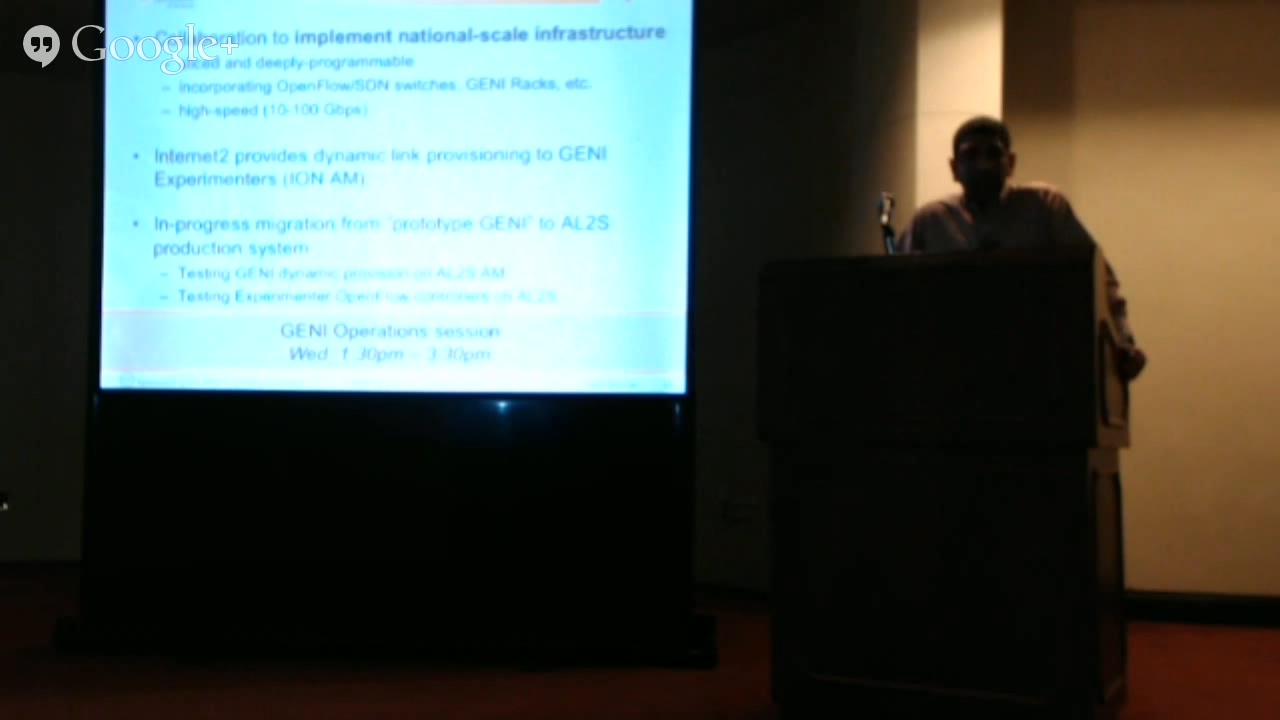 Google+
to implement national-scale infrastructure
and deeply-programmable
– incorporating OpenFlow/SDN switches, GENI Racks, etc.
– high-speed (10-100 Gbps)
• Internet2 provides dynamic link provisioning to GENI
Experimenters (ION AM)
• In-progress migration from "prototype GENI" to AL2S
production system
– Testing GENI dynamic provision on AL2S AM
– Testing Experimenter OpenFlow controllers on AL2S
GENI Operations session
Wed 1:30pm – 3:30pm